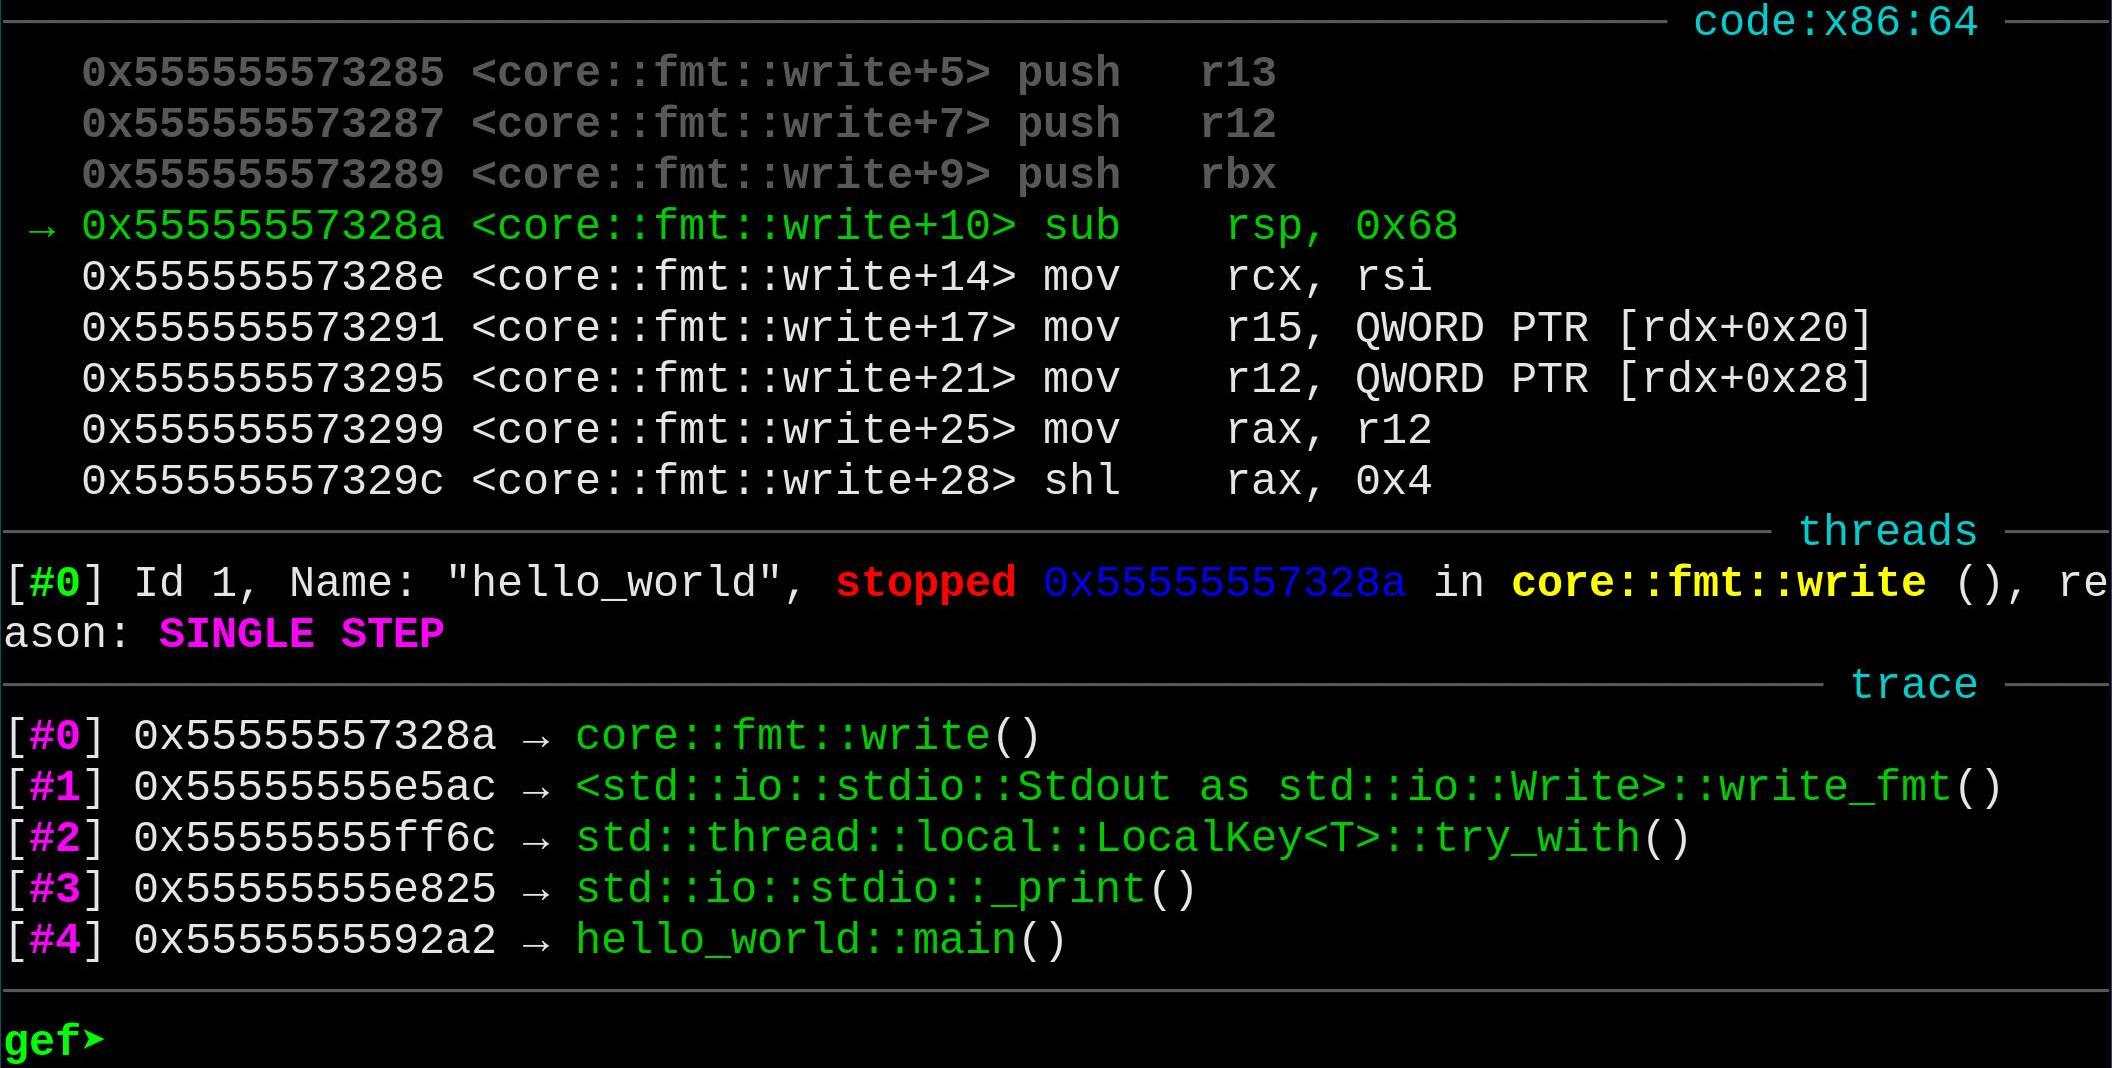 code:x86:64
0x555555573285 <core::fmt::write+5> push   r13
0x555555573287 <core::fmt::write+7> push   r12
0x555555573289 <core::fmt::write+9> push   rbx
→ 0x55555557328a <core::fmt::write+10> sub    rsp, 0x68
0x55555557328e <core::fmt::write+14> mov    rcx, rsi
0x555555573291 <core::fmt::write+17> mov    r15, QWORD PTR [rdx+0x20]
0x555555573295 <core::fmt::write+21> mov    r12, QWORD PTR [rdx+0x28]
0x555555573299 <core::fmt::write+25> mov    rax, r12
0x55555557329c <core::fmt::write+28> shl    rax, 0x4
threads
[#0] Id 1, Name: "hello_world", stopped 0x55555557328a in core::fmt::write (), re
ason: SINGLE STEP
trace
[#0] 0x55555557328a → core::fmt::write()
[#1] 0x55555555e5ac → <std::io::stdio::Stdout as std::io::Write>::write_fmt()
[#2] 0x55555555ff6c → std::thread::local::LocalKey<T>::try_with()
[#3] 0x55555555e825 → std::io::stdio::_print()
[#4] 0x5555555592a2 → hello_world::main()
gef➤